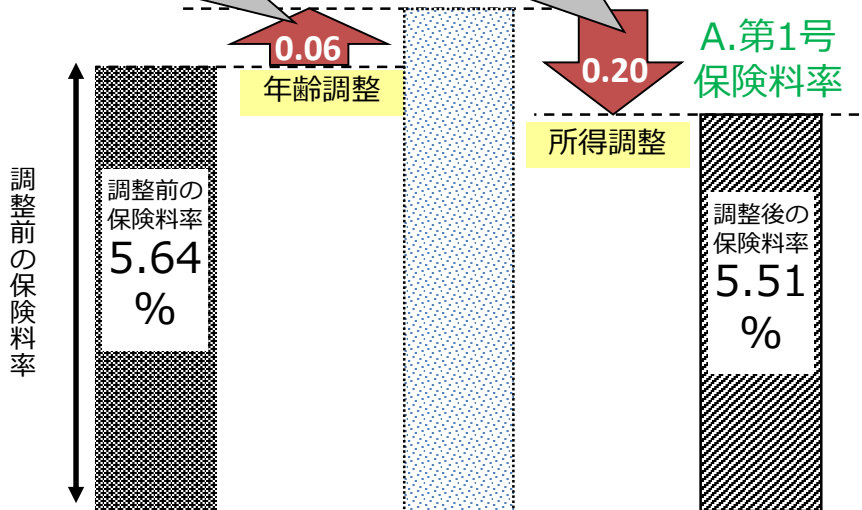 0.06
年齢調整
0.20
A.第1号
保険料率
所得調整
調整前の保険料率
調整前の
保険料率
5.64
%
調整後の
保険料率
5.51
%